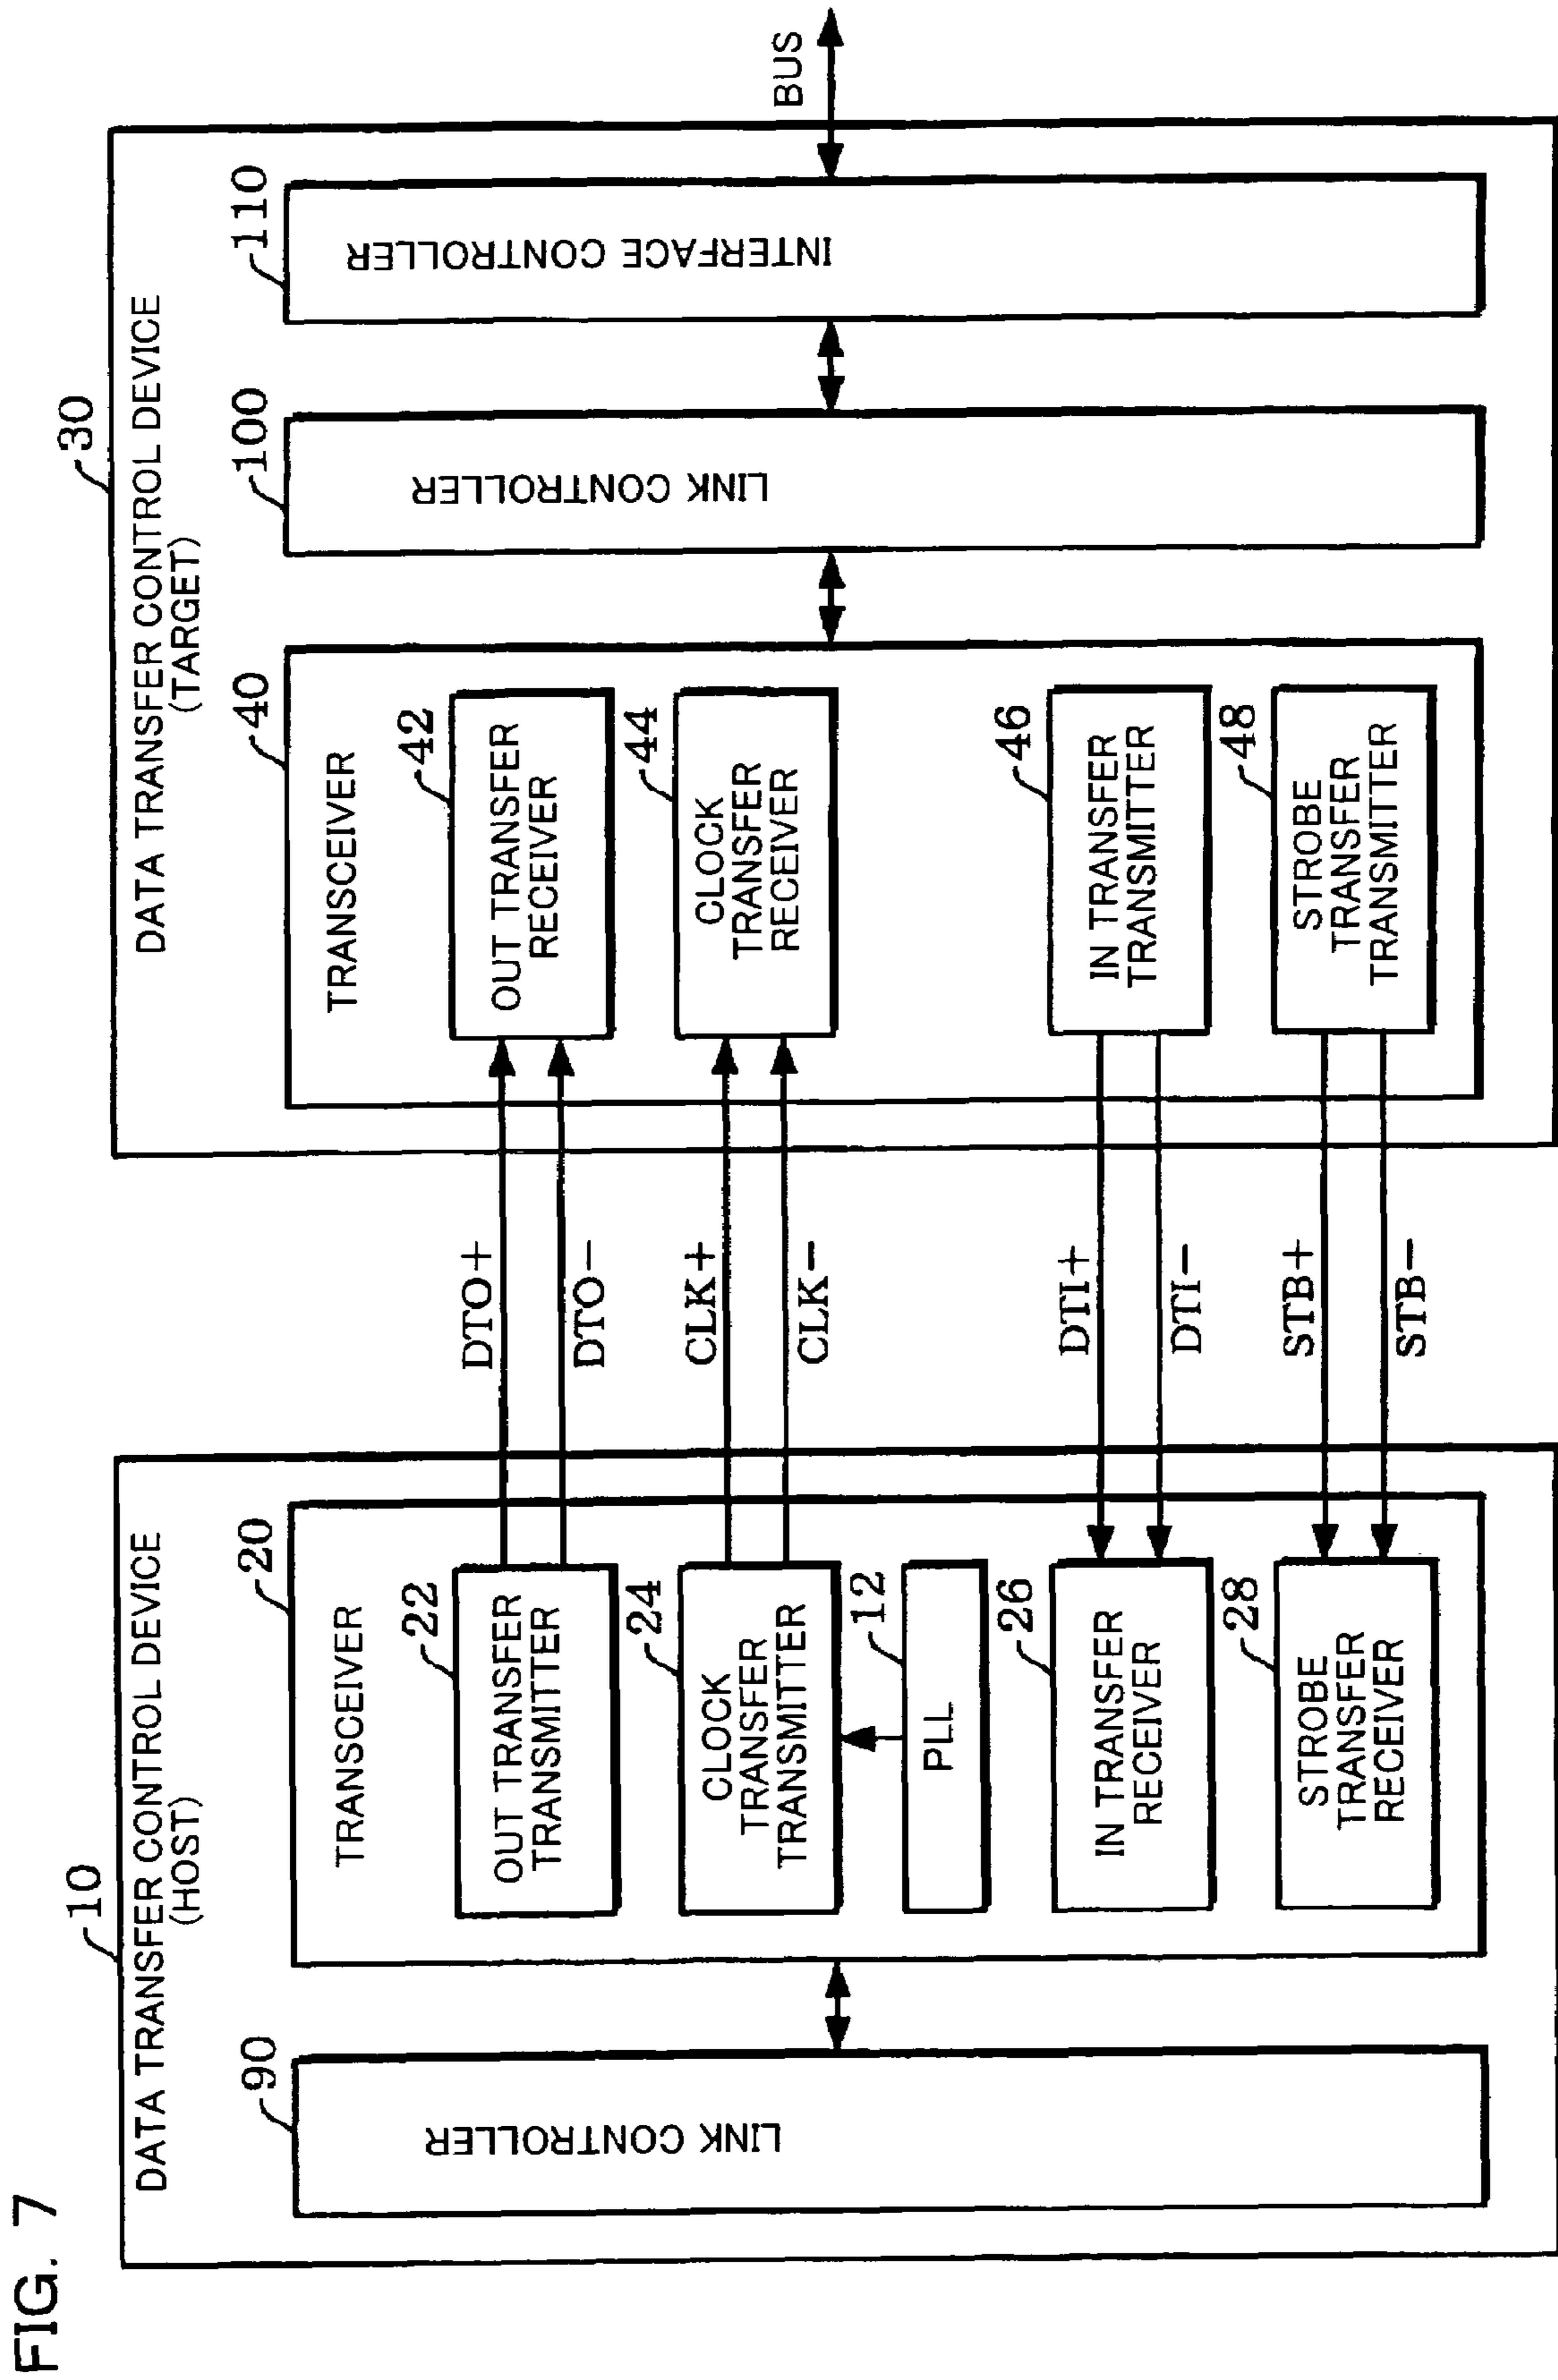 FIG. 7
10
DATA TRANSFER CONTROL DEVICE
(HOST)
90
LINK CONTROLLER
20
TRANSCEIVER
22
OUT TRANSFER
TRANSMITTER
24
CLOCK
TRANSFER
TRANSMITTER
12
PLL
26
IN TRANSFER
RECEIVER
28
STROBE
TRANSFER
RECEIVER
DTO+
DTO−
CLK+
CLK−
DTI+
DTI−
STB+
STB−
30
DATA TRANSFER CONTROL DEVICE
(TARGET)
40
TRANSCEIVER
42
OUT TRANSFER
RECEIVER
44
CLOCK
TRANSFER
RECEIVER
46
IN TRANSFER
TRANSMITTER
48
STROBE
TRANSFER
TRANSMITTER
100
LINK CONTROLLER
110
INTERFACE CONTROLLER
BUS